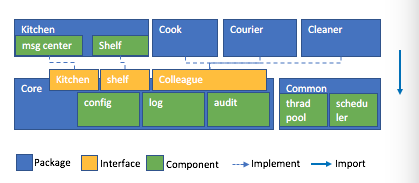 Kitchen
Cook
Courier
Cleaner
msg center
Shelf
Kitchen
shelf
Colleague
Core
Common
config
log
audit
thrad
pool
schedu
ler
Package
Interface
Component
Implement
Import